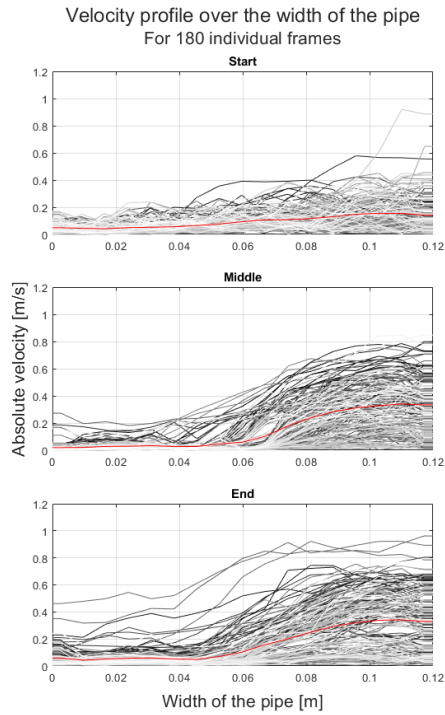 Velocity profile over the width of the pipe
For 180 individual frames
Start
1.2
1
0.8
0.6
0.4
0.2
0
0 0.02 0.04 0.06 0.08 0.1 0.12
Middle
1.2
1
0.8
0.6
0.4
0.2
0
0 0.02 0.04 0.06 0.08 0.1 0.12
Absolute velocity [m/s]
End
1.2
1
0.8
0.6
0.4
0.2
0
0 0.02 0.04 0.06 0.08 0.1 0.12
Width of the pipe [m]